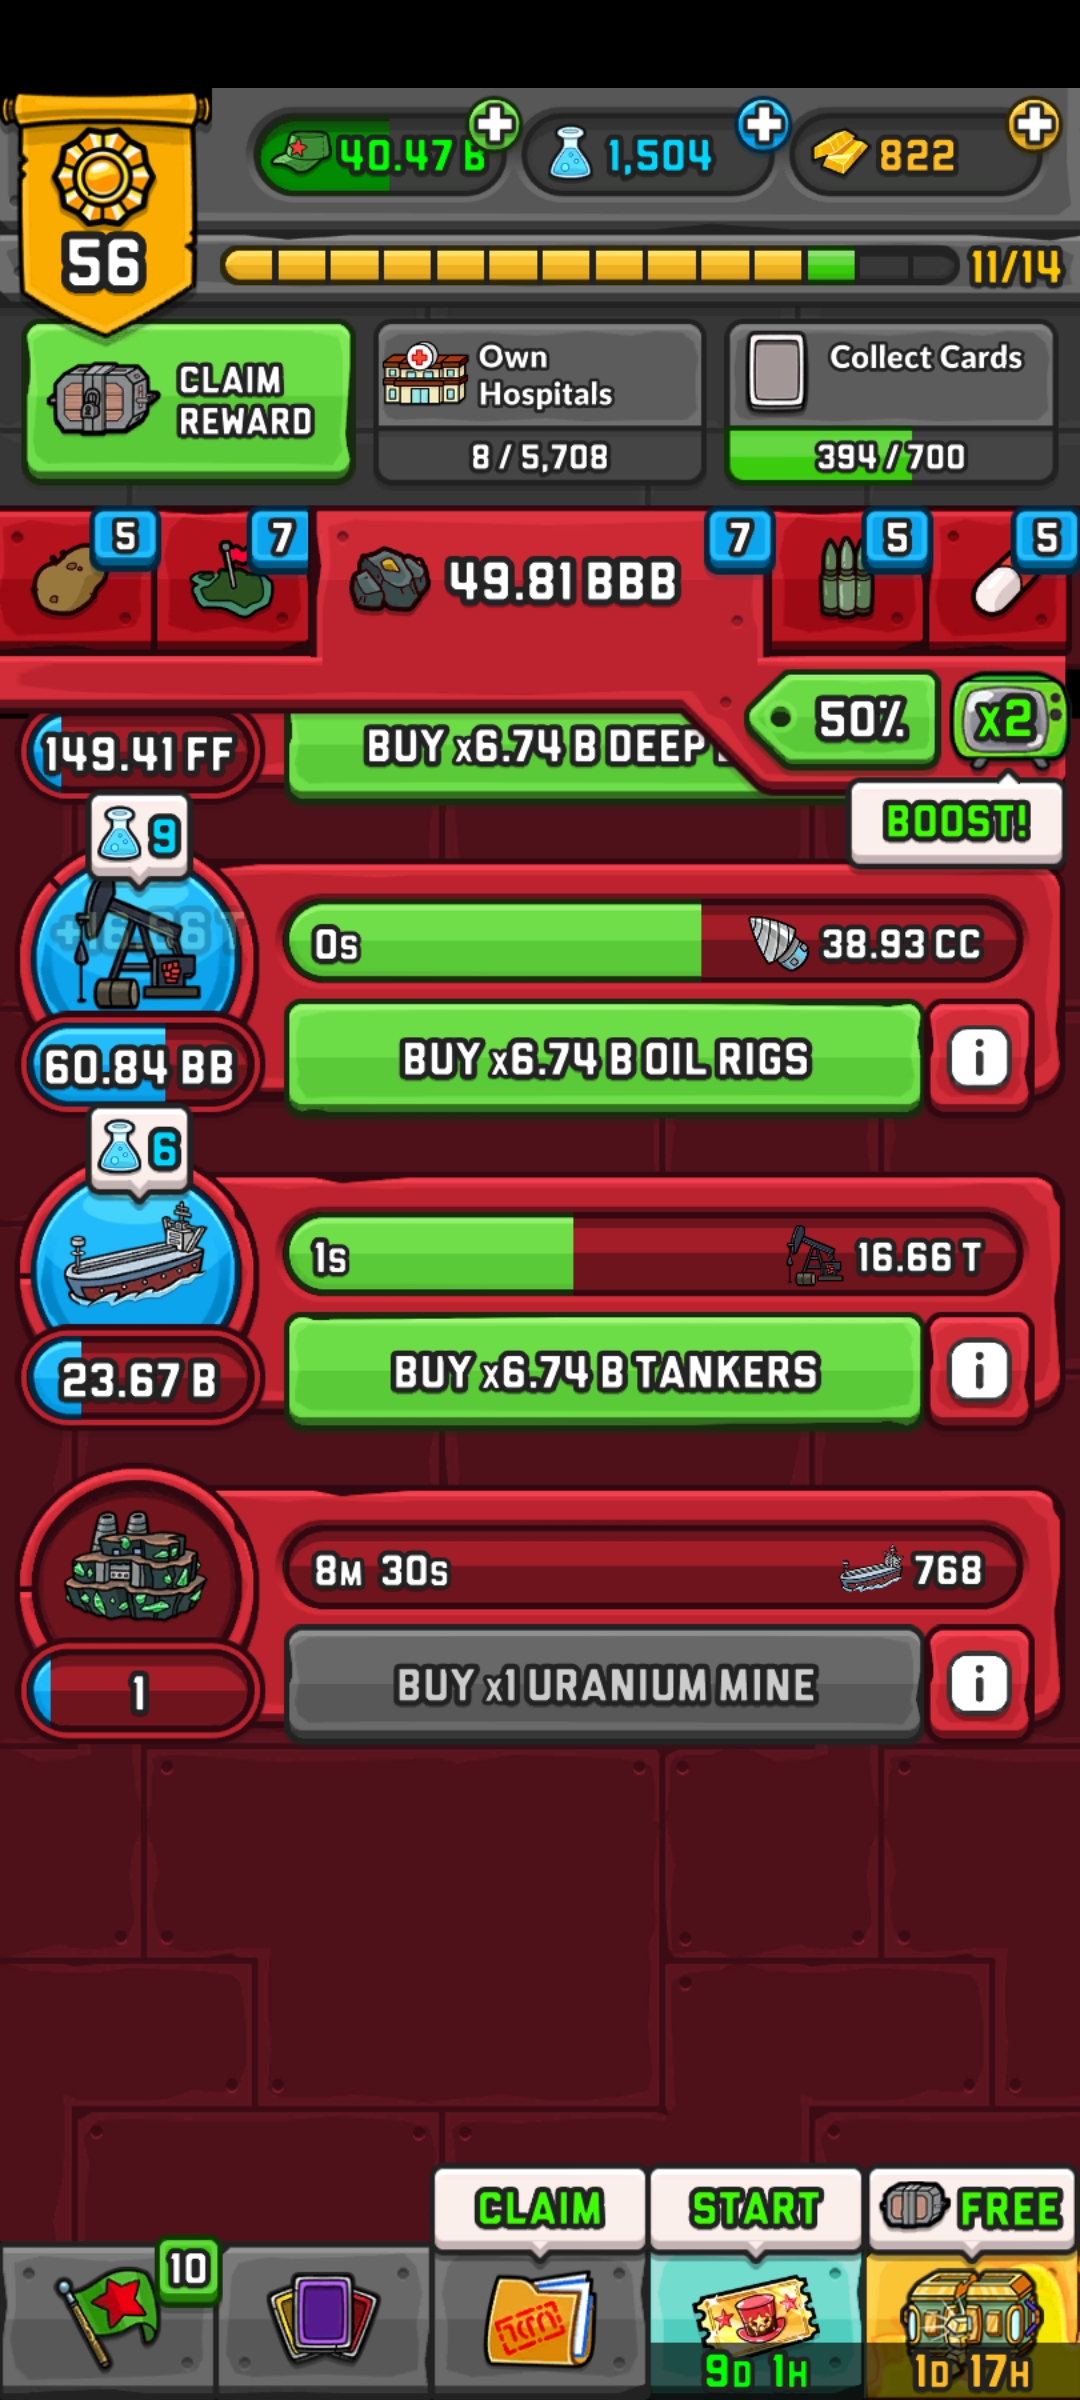 40.47 B
1,504
822
56
11/14
CLAIM
REWARD
Own
Hospitals
8 / 5,708
Collect Cards
394 / 700
5
7
49.81 BBB
7
5
5
50%
x2
BOOST!
149.41 FF
BUY x6.74 B DEEP
9
0s
38.93 CC
60.84 BB
BUY x6.74 B OIL RIGS
i
6
1s
16.66 T
23.67 B
BUY x6.74 B TANKERS
i
8M 30s
768
1
BUY x1 URANIUM MINE
i
CLAIM
START
FREE
10
9D 1H
1D 17H